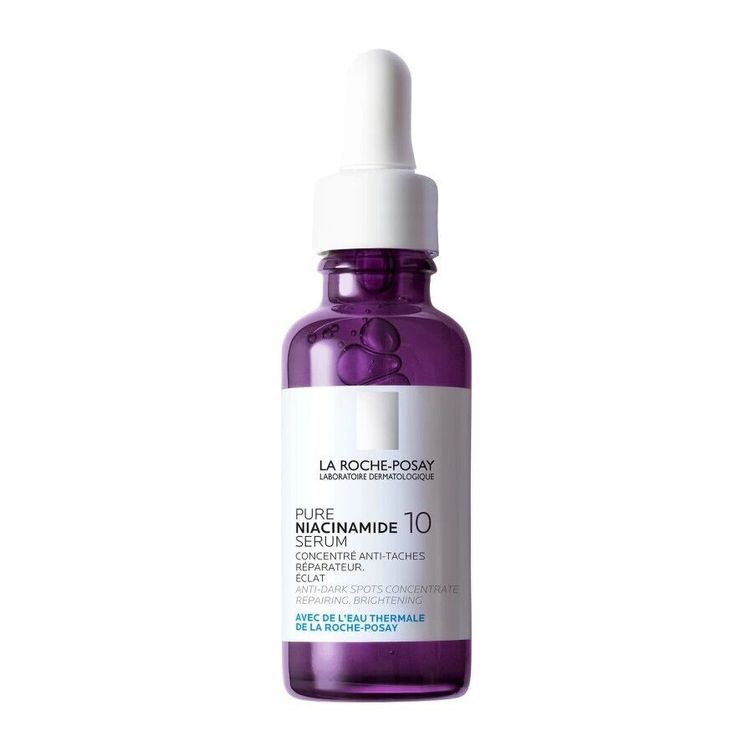 LA ROCHE-POSAY
LABORATOIRE DERMATOLOGIQUE
PURE
NIACINAMIDE 10
SERUM
CONCENTRÉ ANTI-TACHES
RÉPARATEUR.
ÉCLAT
ANTI-DARK SPOTS CONCENTRATE
REPAIRING. BRIGHTENING
AVEC DE L'EAU THERMALE
DE LA ROCHE-POSAY